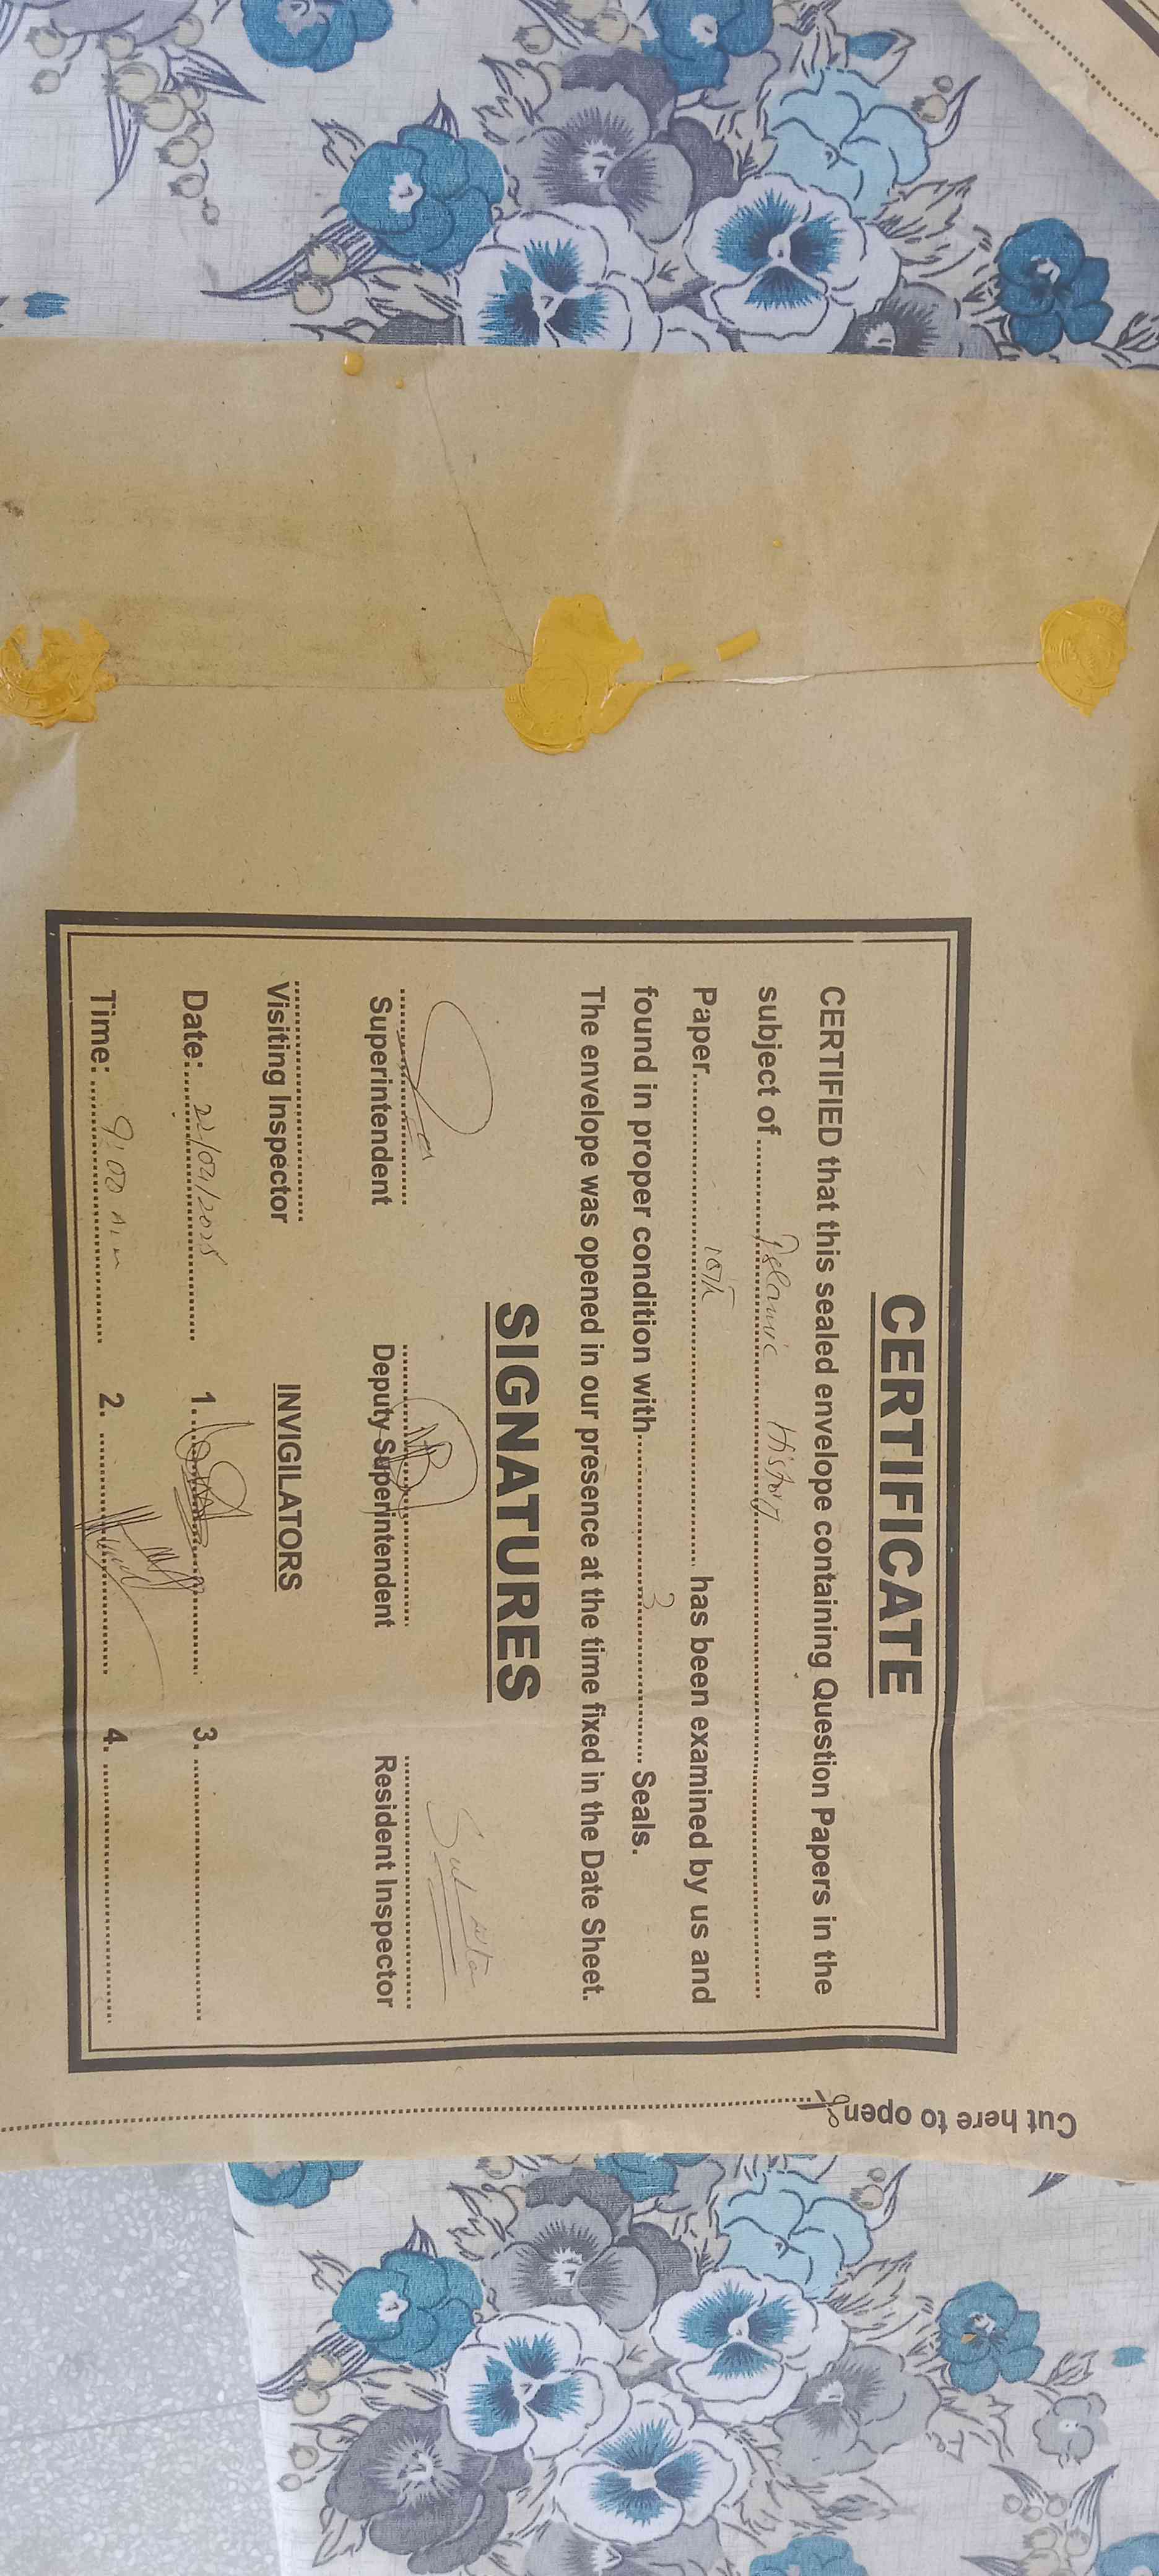 CERTIFICATE
CERTIFIED that this sealed envelope containing Question Papers in the
subject of.......... Islamic History ..........
Paper.......... 10th .......... has been examined by us and
found in proper condition with.......... 3 .......... Seals.
The envelope was opened in our presence at the time fixed in the Date Sheet.
SIGNATURES
Superintendent Deputy Superintendent Resident Inspector
Visiting Inspector INVIGILATORS
Date:.......... 22/04/2025 1........... 3. ..........
Time: .......... 9:00 A.m .......... 2. .......... 4. ..........
Cut here to open